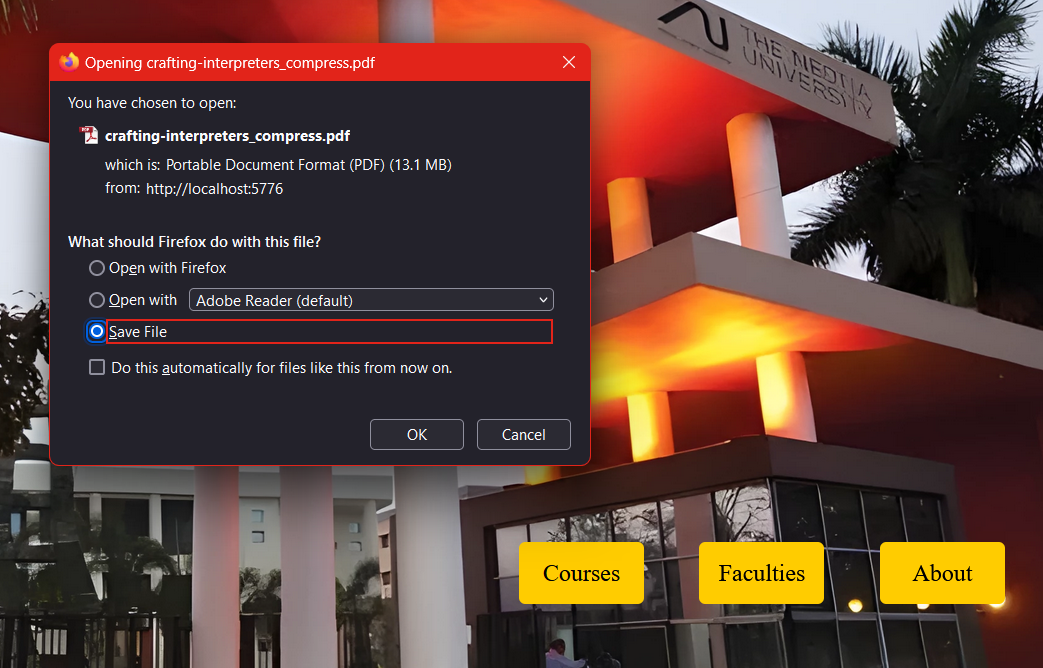 Opening crafting-interpreters_compress.pdf
You have chosen to open:
crafting-interpreters_compress.pdf
which is: Portable Document Format (PDF) (13.1 MB)
from: http://localhost:5776
What should Firefox do with this file?
Open with Firefox
Open with Adobe Reader (default)
Save File
Do this automatically for files like this from now on.
OK Cancel
THE NEOTIA
UNIVERSITY
Courses Faculties About